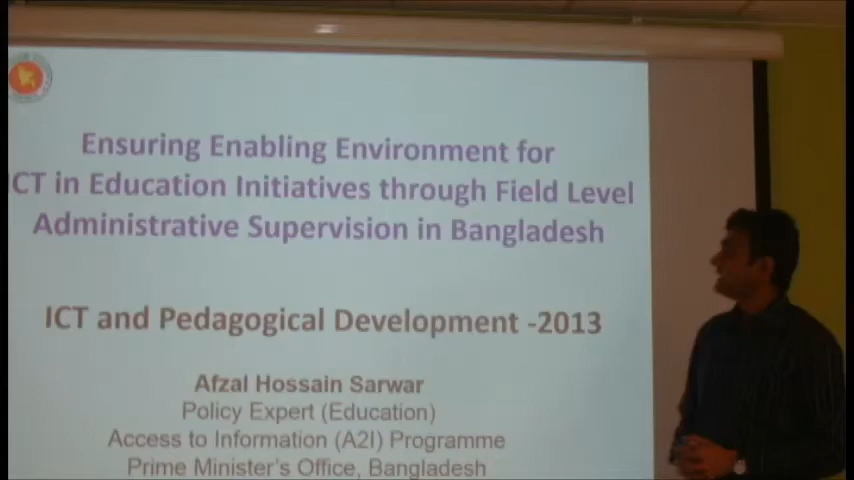 Ensuring Enabling Environment for
CT in Education Initiatives through Field Level
Administrative Supervision in Bangladesh
ICT and Pedagogical Development -2013
Afzal Hossain Sarwar
Policy Expert (Education)
Access to Information (A2I) Programme
Prime Minister's Office, Bangladesh